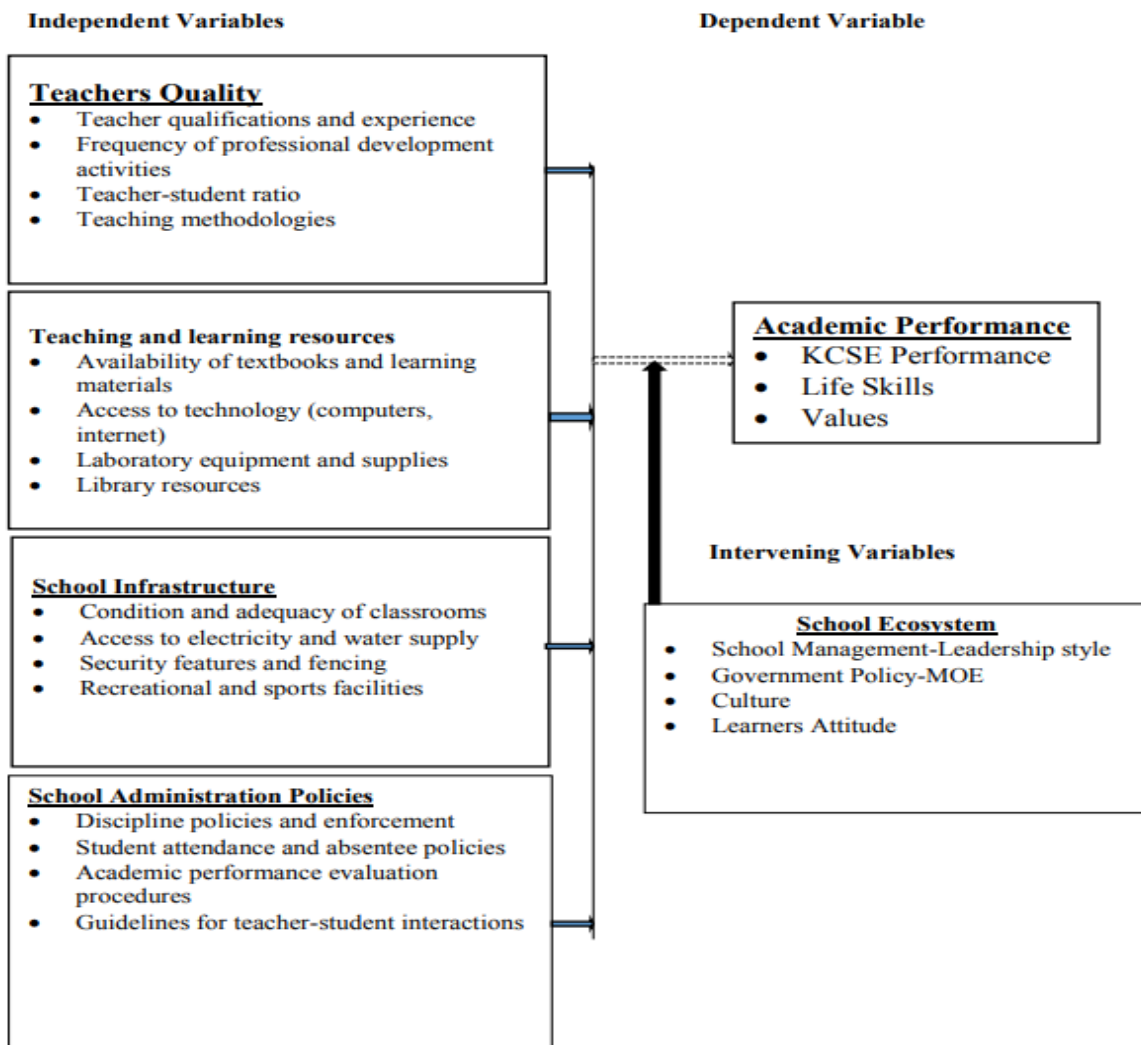 Independent Variables
Dependent Variable
Teachers Quality
• Teacher qualifications and experience
• Frequency of professional development
activities
• Teacher-student ratio
• Teaching methodologies
Teaching and learning resources
• Availability of textbooks and learning
materials
• Access to technology (computers,
internet)
• Laboratory equipment and supplies
• Library resources
School Infrastructure
• Condition and adequacy of classrooms
• Access to electricity and water supply
• Security features and fencing
• Recreational and sports facilities
School Administration Policies
• Discipline policies and enforcement
• Student attendance and absentee policies
• Academic performance evaluation
procedures
• Guidelines for teacher-student interactions
Academic Performance
• KCSE Performance
• Life Skills
• Values
Intervening Variables
School Ecosystem
• School Management-Leadership style
• Government Policy-MOE
• Culture
• Learners Attitude